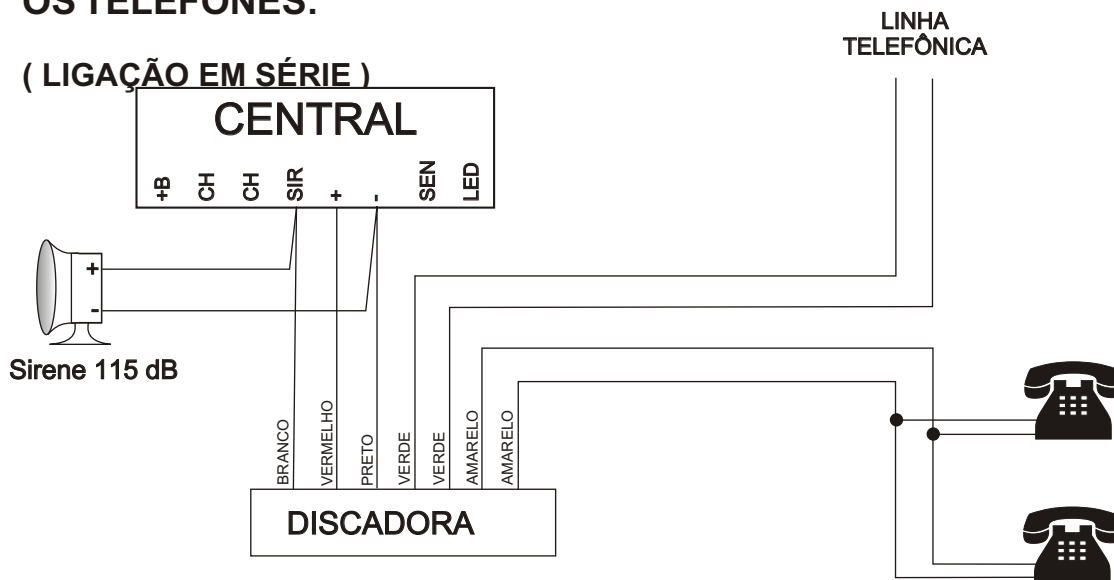 OS TELEFONES.
( LIGAÇÃO EM SÉRIE )
LINHA
TELEFÔNICA
CENTRAL
+B
CH
CH
SIR
+
-
SEN
LED
+
-
Sirene 115 dB
BRANCO
VERMELHO
PRETO
VERDE
VERDE
AMARELO
AMARELO
DISCADORA